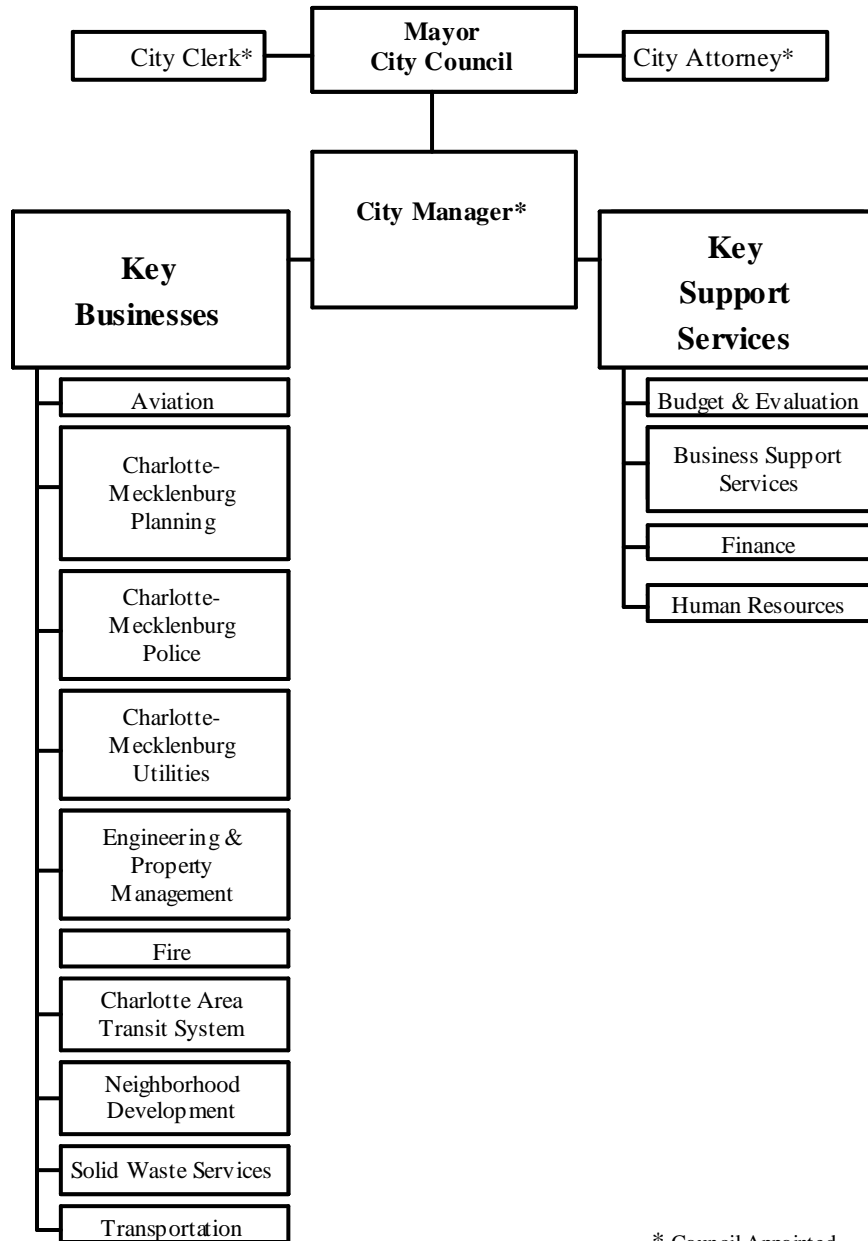 Mayor
City Council
City Clerk*
City Attorney*
City Manager*
Key
Businesses
Aviation
Charlotte-
Mecklenburg
Planning
Charlotte-
Mecklenburg
Police
Charlotte-
Mecklenburg
Utilities
Engineering &
Property
Management
Fire
Charlotte Area
Transit System
Neighborhood
Development
Solid Waste Services
Transportation
Key
Support
Services
Budget & Evaluation
Business Support
Services
Finance
Human Resources
* Council Appointed